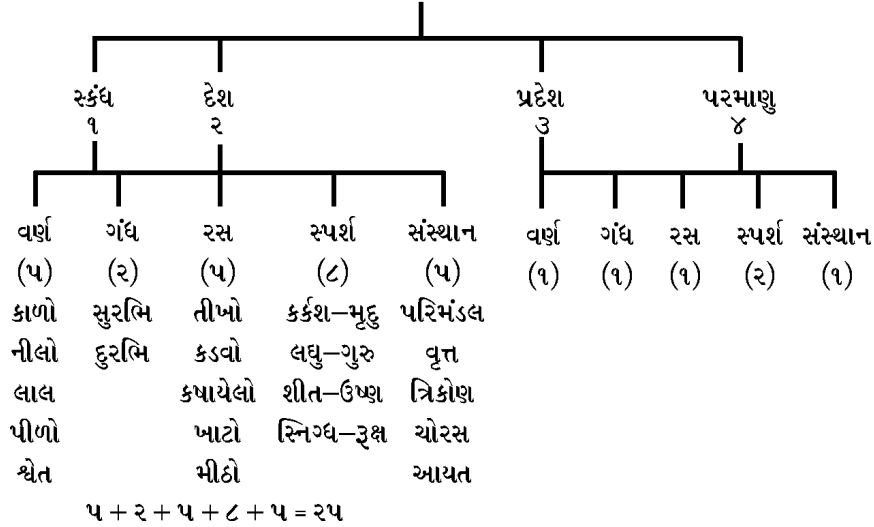 સ્કંધ દેશ પ્રદેશ પરમાણુ
૧ ૨ ૩ ૪
વર્ણ ગંધ રસ સ્પર્શ સંસ્થાન વર્ણ ગંધ રસ સ્પર્શ સંસ્થાન
(૫) (૨) (૫) (૮) (૫) (૧) (૧) (૧) (૨) (૧)
કાળો સુરભિ તીખો કર્કશ–મૃદુ પરિમંડલ
નીલો દુરભિ કડવો લઘુ–ગુરુ વૃત્ત
લાલ કષાયેલો શીત–ઉષ્ણ ત્રિકોણ
પીળો ખાટો સ્નિગ્ધ–રૂક્ષ ચોરસ
શ્વેત મીઠો આયત
૫ + ૨ + ૫ + ૮ + ૫ = ૨૫